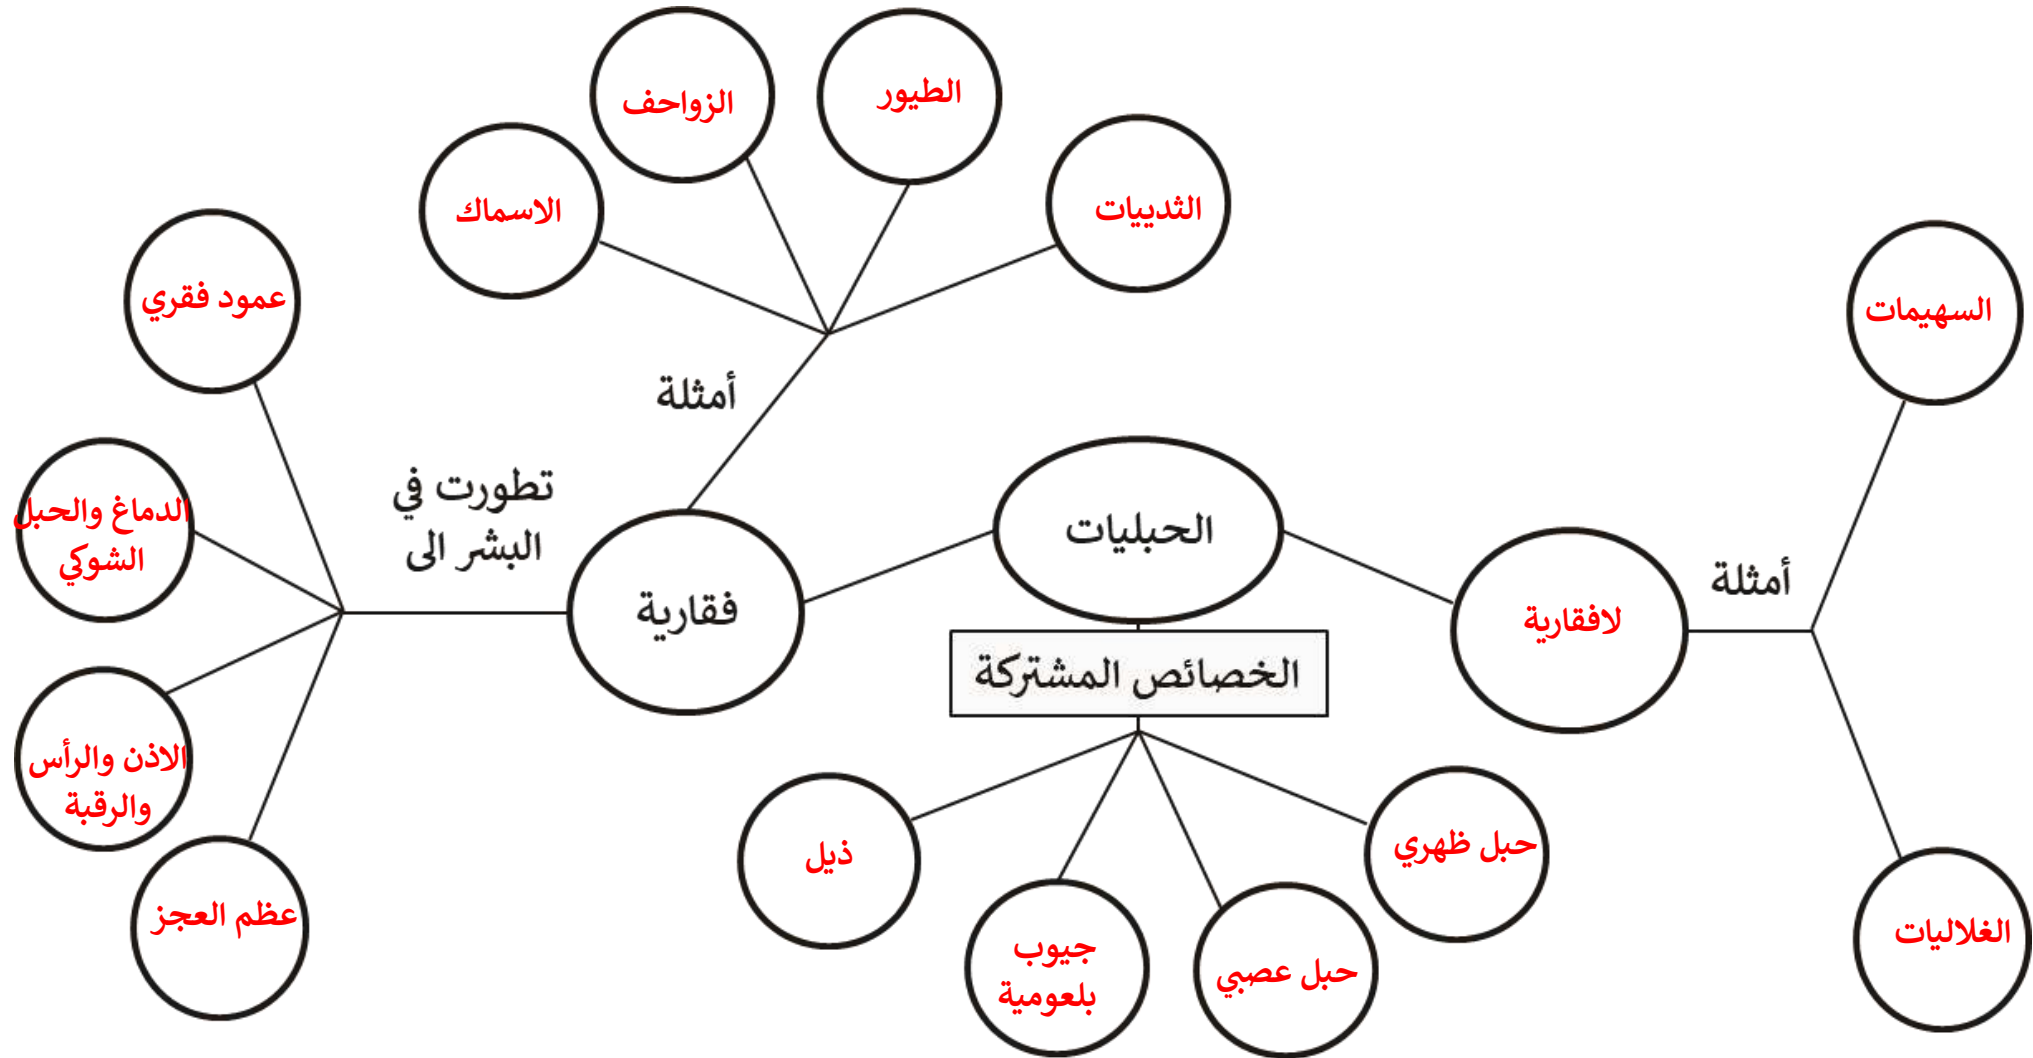 الطيور
الزواحف
الثدييات
الاسماك
السهيمات
عمود فقري
أمثلة
تطورت في
البشر الى
الدماغ والحبل
الشوكي
الحبليات
أمثلة
فقارية
لافقارية
الخصائص المشتركة
الاذن والرأس
والرقبة
حبل ظهري
ذيل
عظم العجز
الغلاليات
جيوب
بلعومية
حبل عصبي